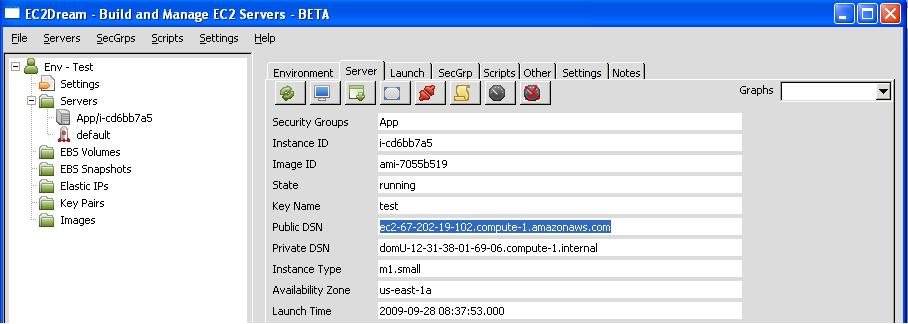 EC2Dream - Build and Manage EC2 Servers - BETA
File Servers SecGrps Scripts Settings Help
Env - Test
Settings
Servers
App/i-cd6bb7a5
default
EBS Volumes
EBS Snapshots
Elastic IPs
Key Pairs
Images
Environment Server Launch SecGrp Scripts Other Settings Notes
Graphs
Security Groups App
Instance ID i-cd6bb7a5
Image ID ami-7055b519
State running
Key Name test
Public DSN ec2-67-202-19-102.compute-1.amazonaws.com
Private DSN domU-12-31-38-01-69-06.compute-1.internal
Instance Type m1.small
Availability Zone us-east-1a
Launch Time 2009-09-28 08:37:53.000